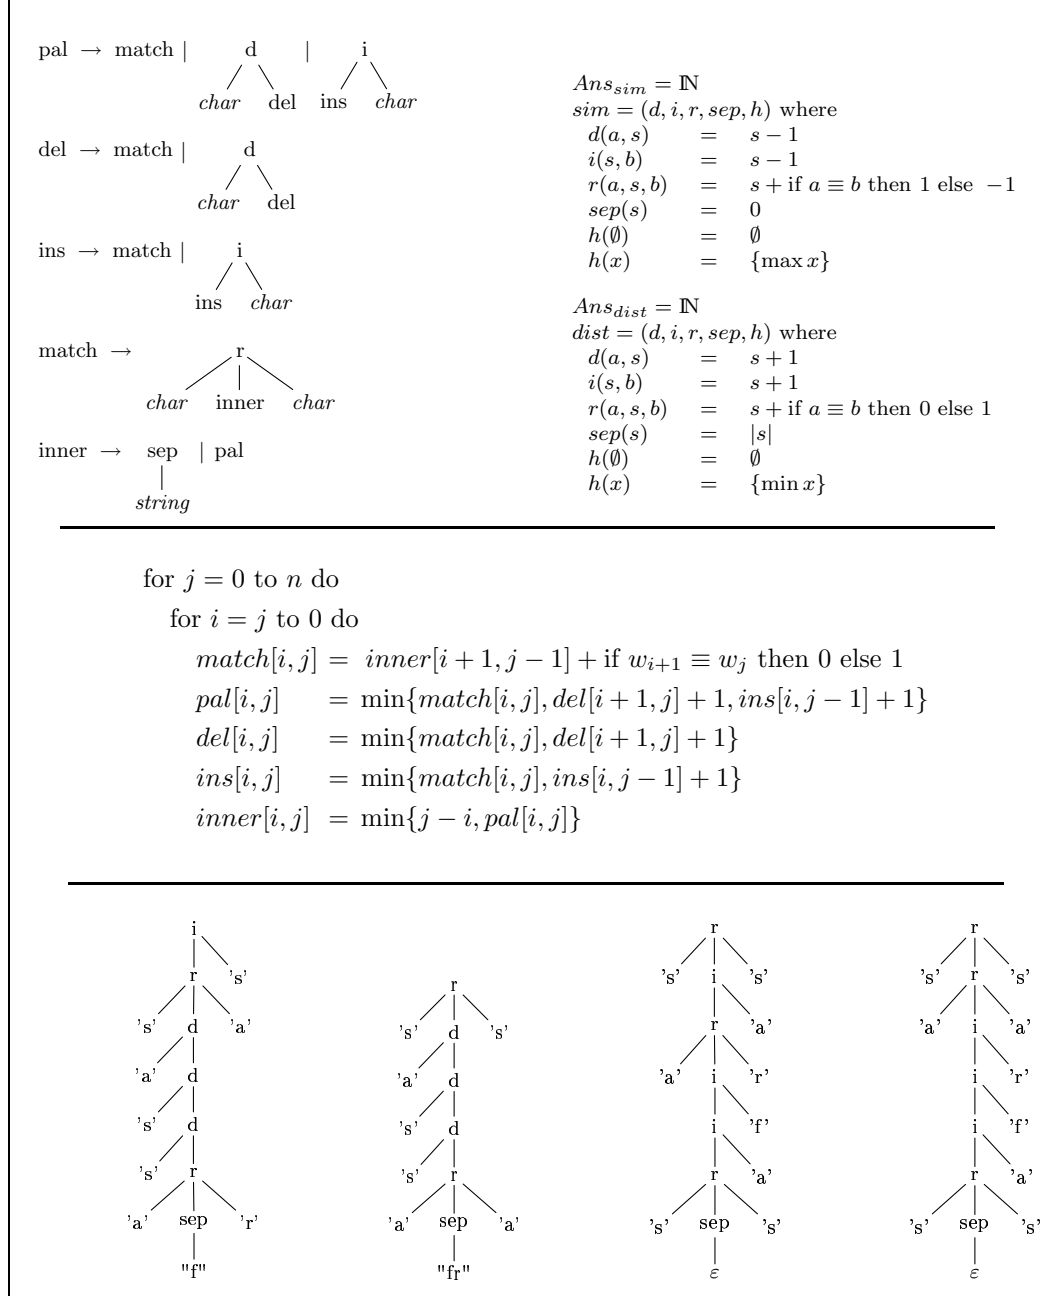 pal → match | d | i
char del ins char
del → match | d
char del
ins → match | i
ins char
match → r
char inner char
inner → sep | pal
string
Ans_sim = ℕ
sim = (d, i, r, sep, h) where
d(a, s) = s − 1
i(s, b) = s − 1
r(a, s, b) = s + if a ≡ b then 1 else −1
sep(s) = 0
h(∅) = ∅
h(x) = {max x}
Ans_dist = ℕ
dist = (d, i, r, sep, h) where
d(a, s) = s + 1
i(s, b) = s + 1
r(a, s, b) = s + if a ≡ b then 0 else 1
sep(s) = |s|
h(∅) = ∅
h(x) = {min x}
for j = 0 to n do
for i = j to 0 do
match[i, j] = inner[i + 1, j − 1] + if w_{i+1} ≡ w_j then 0 else 1
pal[i, j] = min{match[i, j], del[i + 1, j] + 1, ins[i, j − 1] + 1}
del[i, j] = min{match[i, j], del[i + 1, j] + 1}
ins[i, j] = min{match[i, j], ins[i, j − 1] + 1}
inner[i, j] = min{j − i, pal[i, j]}
i
r 's'
's' d 'a'
'a' d
's' d
's' r
'a' sep 'r'
"f"
r
's' d 's'
'a' d
's' d
's' r
'a' sep 'a'
"fr"
r
's' i 's'
r 'a'
'a' i 'r'
i 'f'
r 'a'
's' sep 's'
ε
r
's' r 's'
'a' i 'a'
i 'r'
i 'f'
r 'a'
's' sep 's'
ε